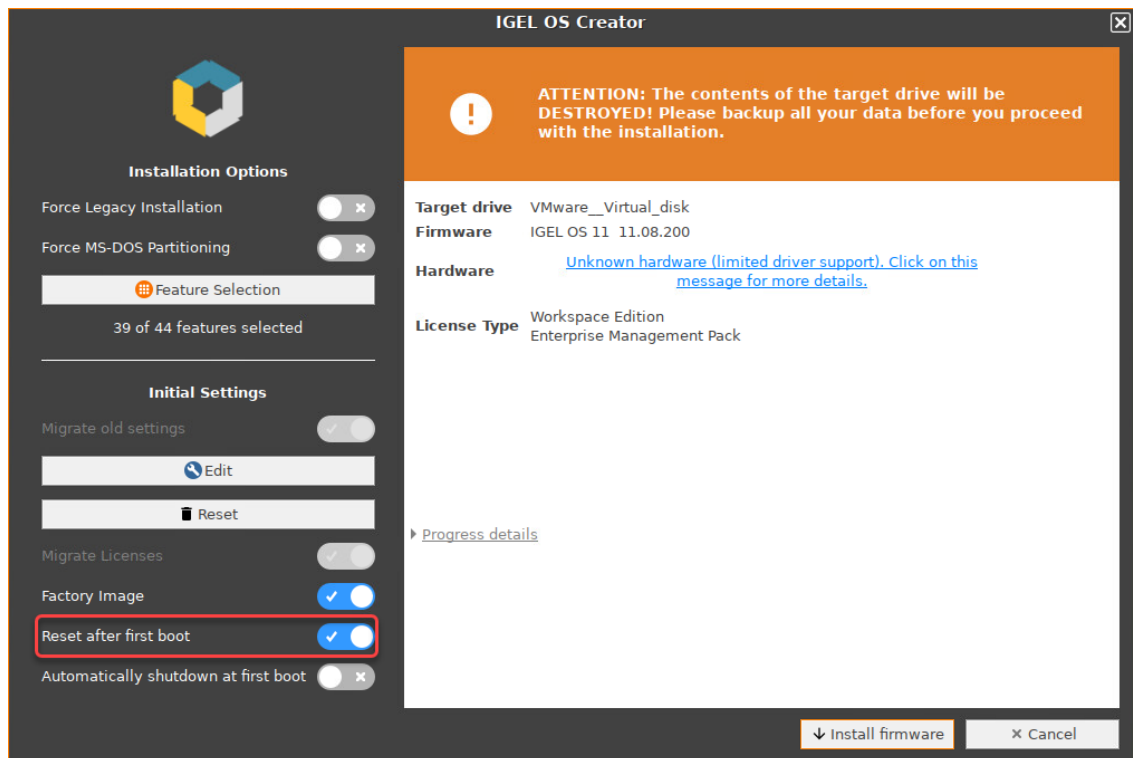 IGEL OS Creator
Installation Options
Force Legacy Installation
Force MS-DOS Partitioning
Feature Selection
39 of 44 features selected
Initial Settings
Migrate old settings
Edit
Reset
Migrate Licenses
Factory Image
Reset after first boot
Automatically shutdown at first boot
ATTENTION: The contents of the target drive will be
DESTROYED! Please backup all your data before you proceed
with the installation.
Target drive VMware__Virtual_disk
Firmware IGEL OS 11 11.08.200
Hardware Unknown hardware (limited driver support). Click on this
message for more details.
License Type Workspace Edition
Enterprise Management Pack
Progress details
Install firmware
Cancel